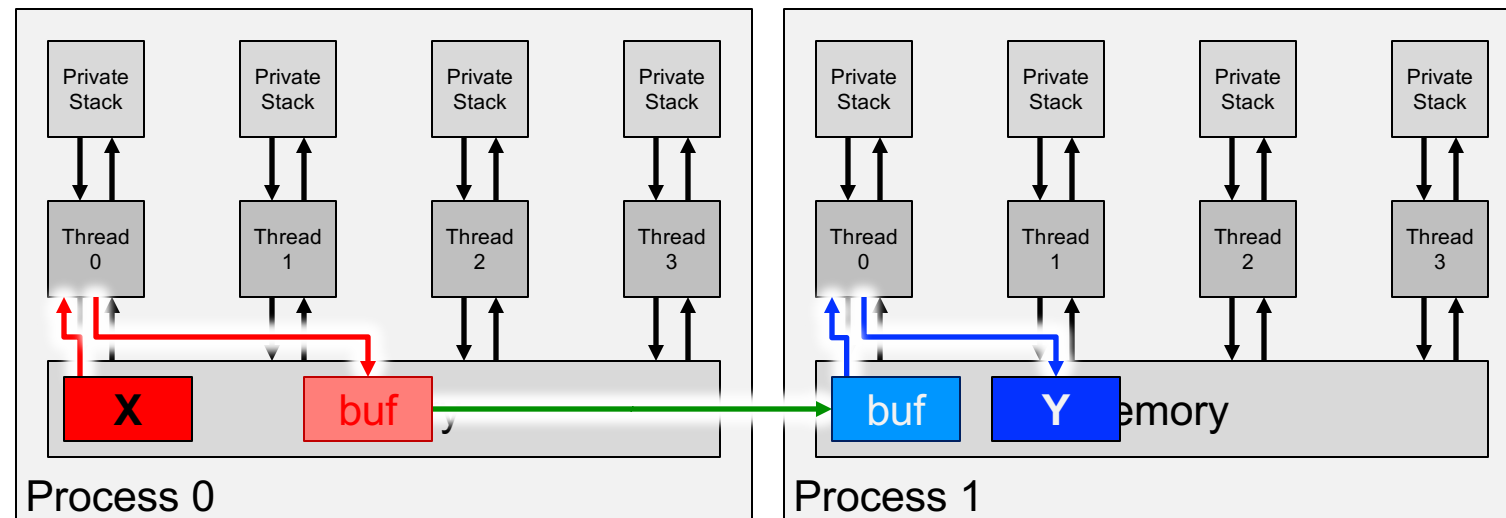 Private
Stack
Private
Stack
Private
Stack
Private
Stack
Thread
0
Thread
1
Thread
2
Thread
3
X
buf
y
Process 0
Private
Stack
Private
Stack
Private
Stack
Private
Stack
Thread
0
Thread
1
Thread
2
Thread
3
buf
Y
emory
Process 1